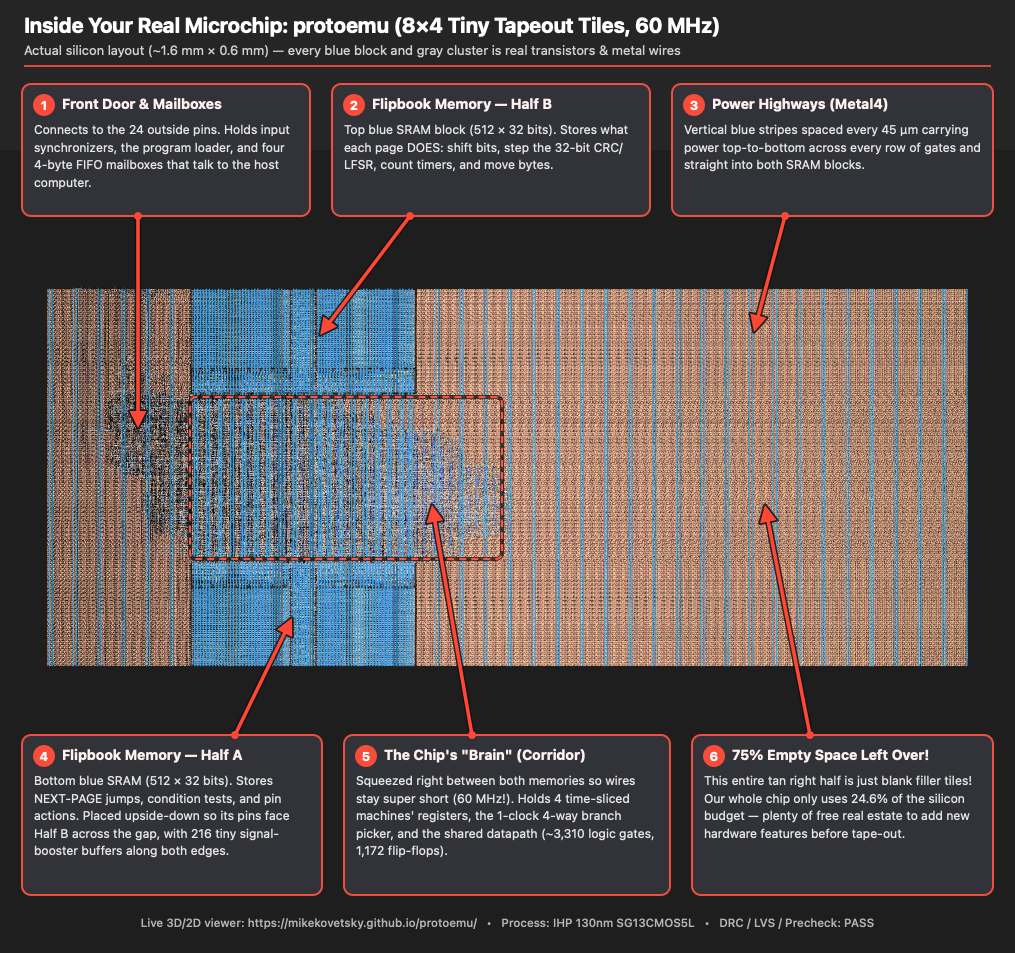 Inside Your Real Microchip: protoemu (8×4 Tiny Tapeout Tiles, 60 MHz)
Actual silicon layout (~1.6 mm × 0.6 mm) — every blue block and gray cluster is real transistors & metal wires
1 Front Door & Mailboxes
Connects to the 24 outside pins. Holds input
synchronizers, the program loader, and four
4-byte FIFO mailboxes that talk to the host
computer.
2 Flipbook Memory — Half B
Top blue SRAM block (512 × 32 bits). Stores what
each page DOES: shift bits, step the 32-bit CRC/
LFSR, count timers, and move bytes.
3 Power Highways (Metal4)
Vertical blue stripes spaced every 45 µm carrying
power top-to-bottom across every row of gates and
straight into both SRAM blocks.
4 Flipbook Memory — Half A
Bottom blue SRAM (512 × 32 bits). Stores
NEXT-PAGE jumps, condition tests, and pin
actions. Placed upside-down so its pins face
Half B across the gap, with 216 tiny signal-
booster buffers along both edges.
5 The Chip's "Brain" (Corridor)
Squeezed right between both memories so wires
stay super short (60 MHz!). Holds 4 time-sliced
machines' registers, the 1-clock 4-way branch
picker, and the shared datapath (~3,310 logic gates,
1,172 flip-flops).
6 75% Empty Space Left Over!
This entire tan right half is just blank filler tiles!
Our whole chip only uses 24.6% of the silicon
budget — plenty of free real estate to add new
hardware features before tape-out.
Live 3D/2D viewer: https://mikekovetsky.github.io/protoemu/ • Process: IHP 130nm SG13CMOS5L • DRC / LVS / Precheck: PASS